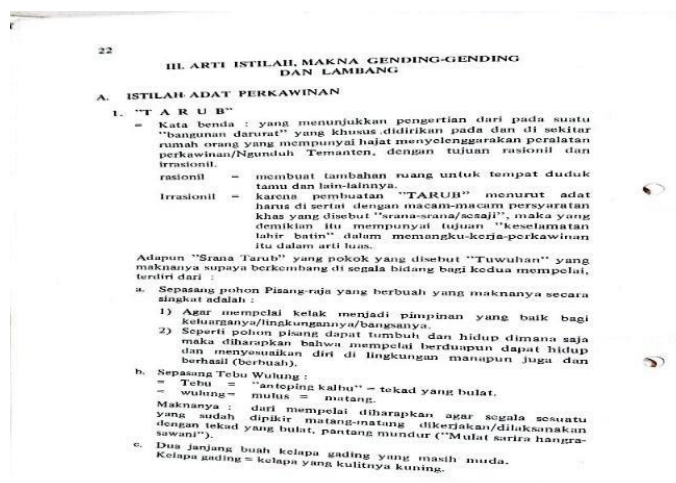 22
III. ARTI ISTILAH, MAKNA GENDING-GENDING
DAN LAMBANG
A. ISTILAH ADAT PERKAWINAN
1. "T A R U B"
= Kata benda : yang menunjukkan pengertian dari pada suatu
"bangunan darurat" yang khusus didirikan pada dan di sekitar
rumah orang yang mempunyai hajat menyelenggarakan peralatan
perkawinan/Ngunduh Temanten, dengan tujuan rasionil dan
irrasionil.
rasionil = membuat tambahan ruang untuk tempat duduk
tamu dan lain-lainnya.
Irrasionil = karena pembuatan "TARUB" menurut adat
harus di sertai dengan macam-macam persyaratan
khas yang disebut "srana-srana/sesaji", maka yang
demikian itu mempunyai tujuan "keselamatan
lahir batin" dalam memangku-kerja-perkawinan
itu dalam arti luas.
Adapun "Srana Tarub" yang pokok yang disebut "Tuwuhan" yang
maknanya supaya berkembang di segala bidang bagi kedua mempelai,
terdiri dari :
a. Sepasang pohon Pisang-raja yang berbuah yang maknanya secara
singkat adalah :
1) Agar mempelai kelak menjadi pimpinan yang baik bagi
keluarganya/lingkungannya/bangsanya.
2) Seperti pohon pisang dapat tumbuh dan hidup dimana saja
maka diharapkan bahwa mempelai berduapun dapat hidup
dan menyesuaikan diri di lingkungan manapun juga dan
berhasil (berbuah).
b. Sepasang Tebu Wulung :
= Tebu = "anteping kalbu" = tekad yang bulat.
= wulung= mulus = matang.
Maknanya : dari mempelai diharapkan agar segala sesuatu
yang sudah dipikir matang-matang dikerjakan/dilaksanakan
dengan tekad yang bulat, pantang mundur ("Mulat sarira hangra-
sawani").
c. Dua janjang buah kelapa gading yang masih muda.
Kelapa gading = kelapa yang kulitnya kuning.